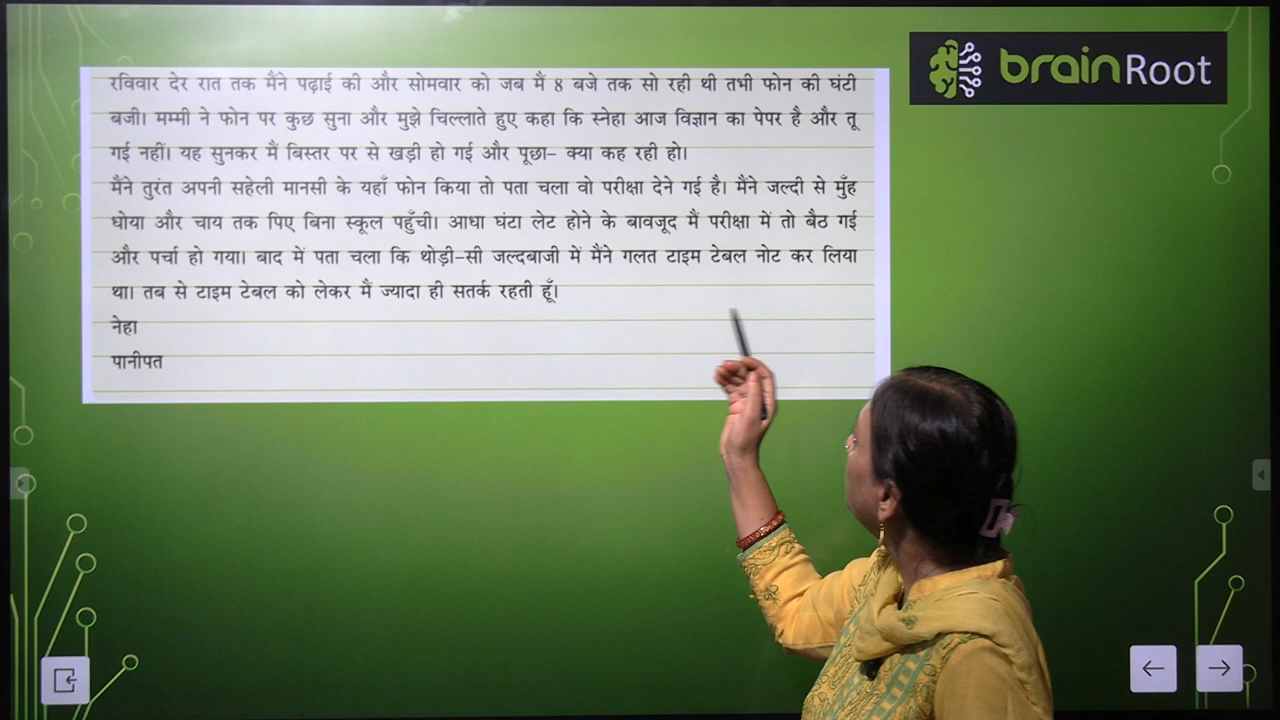 brainRoot
रविवार देर रात तक मैंने पढ़ाई की और सोमवार को जब मैं 8 बजे तक सो रही थी तभी फोन की घंटी
बजी। मम्मी ने फोन पर कुछ सुना और मुझे चिल्लाते हुए कहा कि स्नेहा आज विज्ञान का पेपर है और तू
गई नहीं। यह सुनकर मैं बिस्तर पर से खड़ी हो गई और पूछा– क्या कह रही हो।
मैंने तुरंत अपनी सहेली मानसी के यहाँ फोन किया तो पता चला वो परीक्षा देने गई है। मैंने जल्दी से मुँह
धोया और चाय तक पिए बिना स्कूल पहुँची। आधा घंटा लेट होने के बावजूद मैं परीक्षा में तो बैठ गई
और पर्चा हो गया। बाद में पता चला कि थोड़ी-सी जल्दबाजी में मैंने गलत टाइम टेबल नोट कर लिया
था। तब से टाइम टेबल को लेकर मैं ज्यादा ही सतर्क रहती हूँ।
नेहा
पानीपत